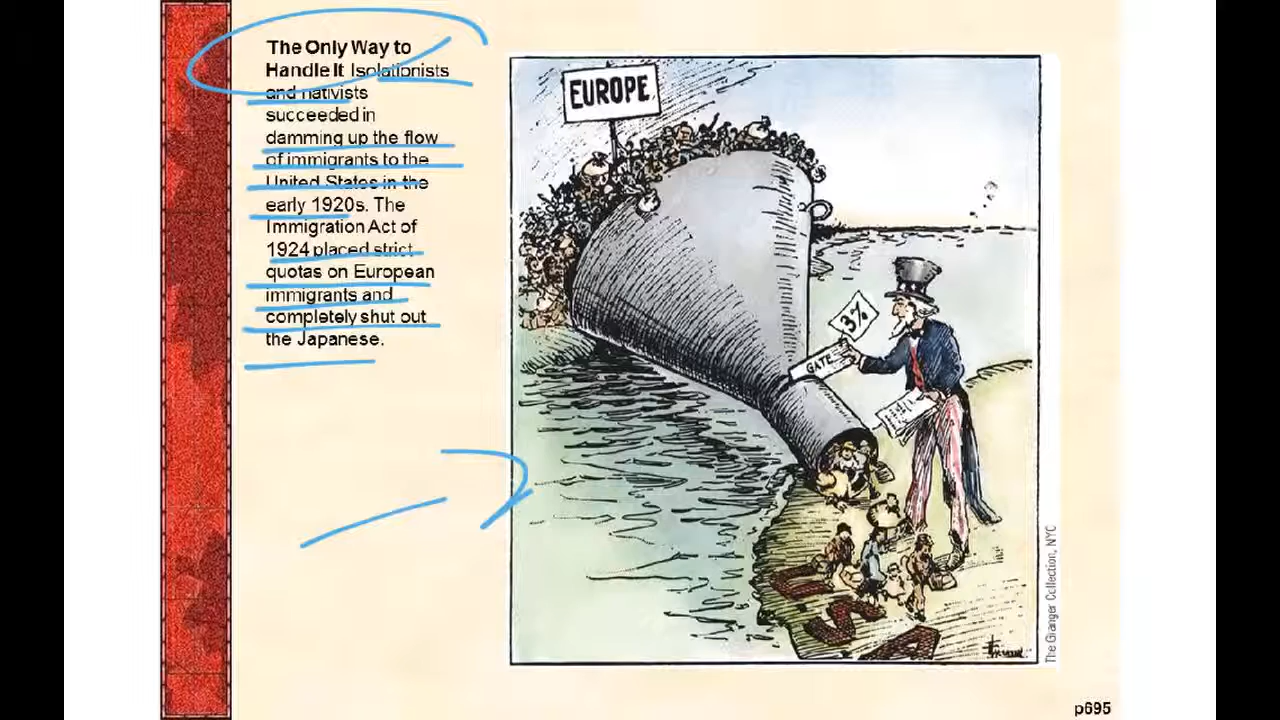 The Only Way to
Handle It Isolationists
and nativists
succeeded in
damming up the flow
of immigrants to the
United States in the
early 1920s. The
Immigration Act of
1924 placed strict
quotas on European
immigrants and
completely shut out
the Japanese.
EUROPE
3%
GATE
USA
The Granger Collection, NYC
p695